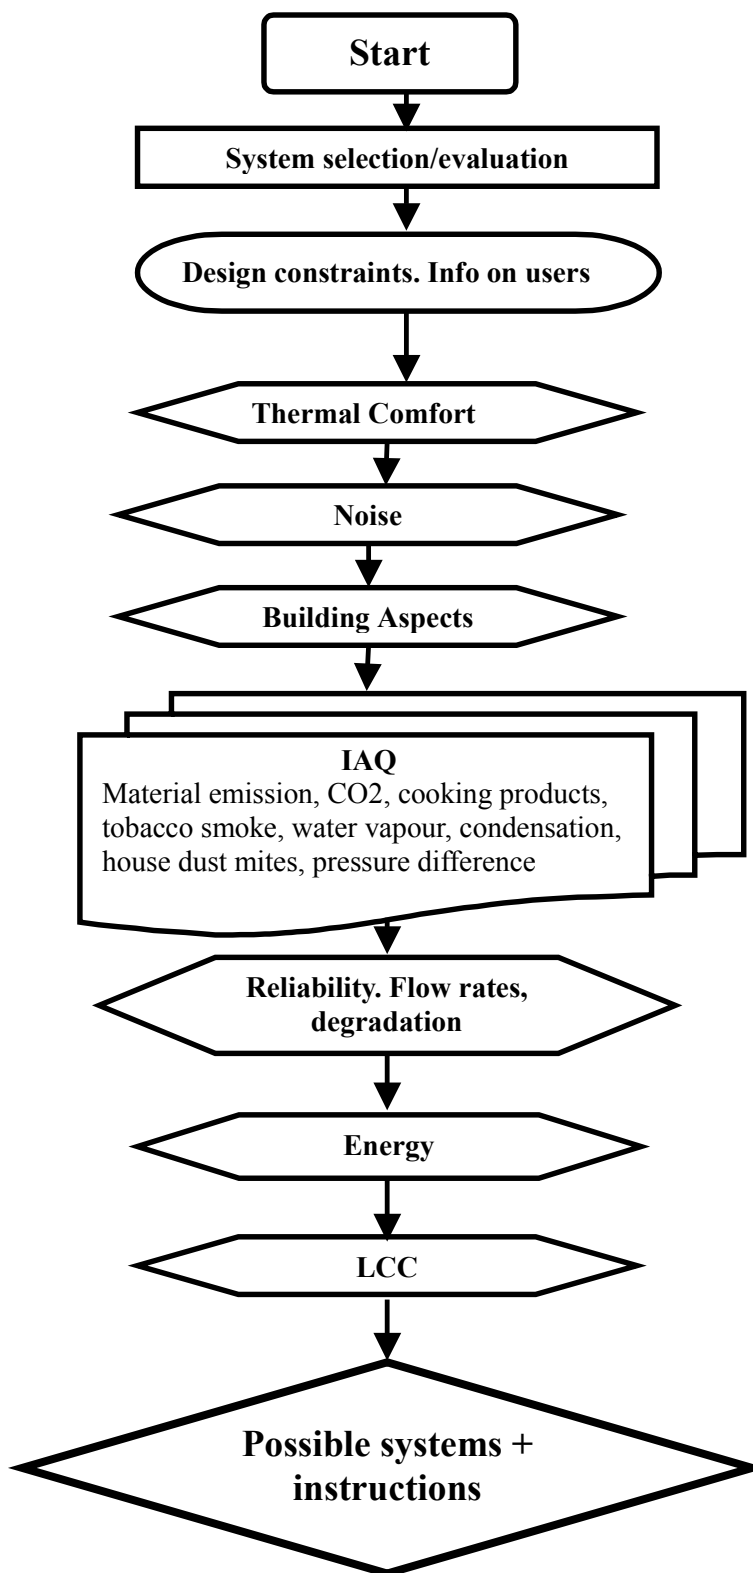 Start
System selection/evaluation
Design constraints. Info on users
Thermal Comfort
Noise
Building Aspects
IAQ
Material emission, CO2, cooking products,
tobacco smoke, water vapour, condensation,
house dust mites, pressure difference
Reliability. Flow rates,
degradation
Energy
LCC
Possible systems +
instructions